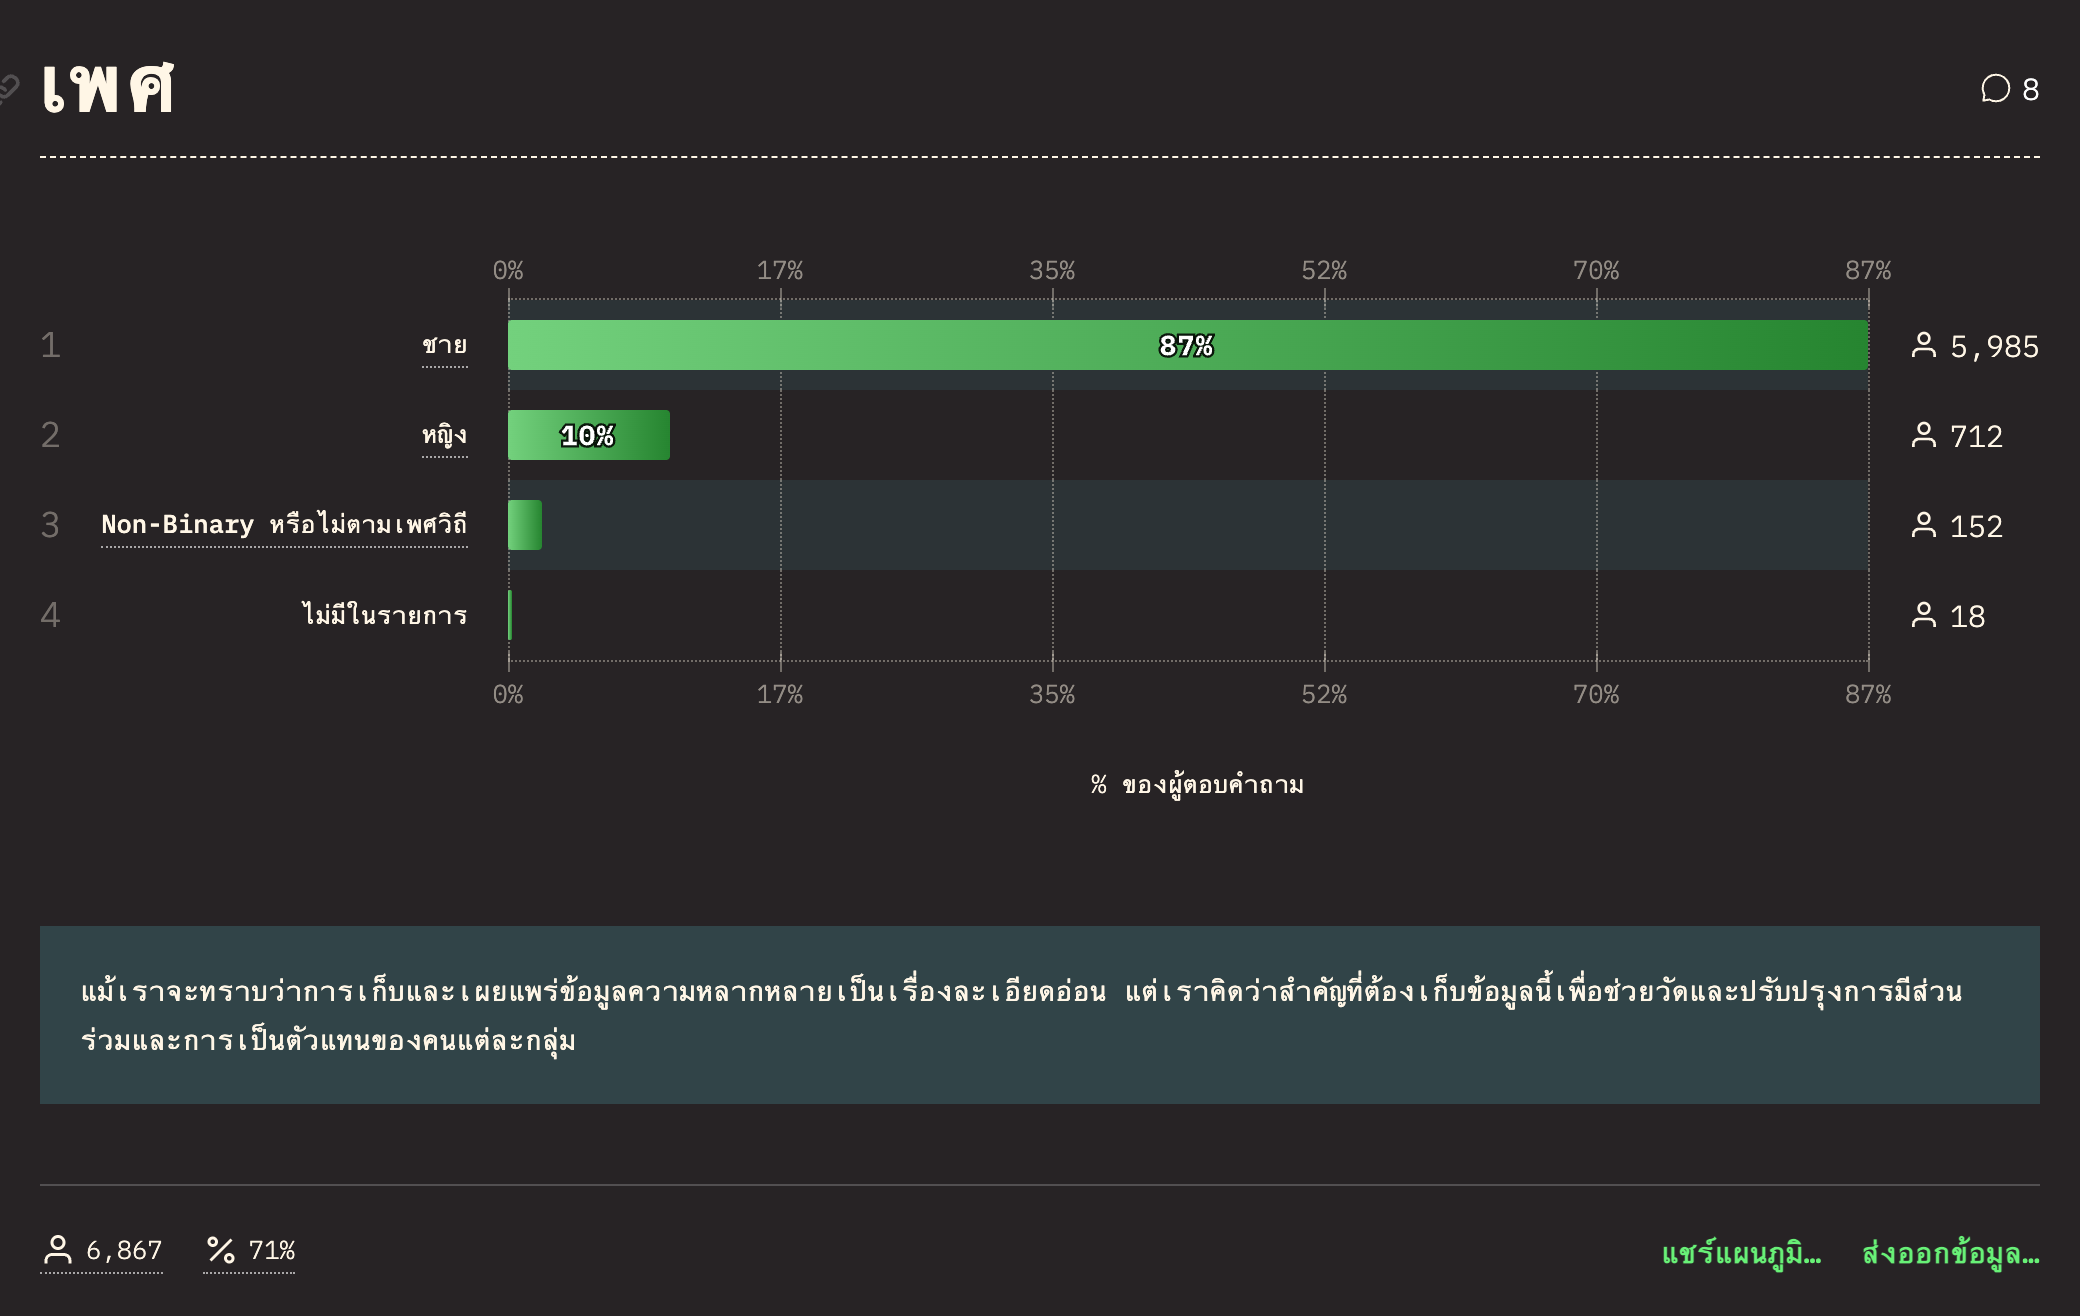 เพศ
8
0% 17% 35% 52% 70% 87%
1 ชาย 87% 5,985
2 หญิง 10% 712
3 Non-Binary หรือไม่ตามเพศวิถี 152
4 ไม่มีในรายการ 18
0% 17% 35% 52% 70% 87%
% ของผู้ตอบคำถาม
แม้เราจะทราบว่าการเก็บและเผยแพร่ข้อมูลความหลากหลายเป็นเรื่องละเอียดอ่อน แต่เราคิดว่าสำคัญที่ต้องเก็บข้อมูลนี้เพื่อช่วยวัดและปรับปรุงการมีส่วน
ร่วมและการเป็นตัวแทนของคนแต่ละกลุ่ม
6,867 % 71% แชร์แผนภูมิ… ส่งออกข้อมูล…